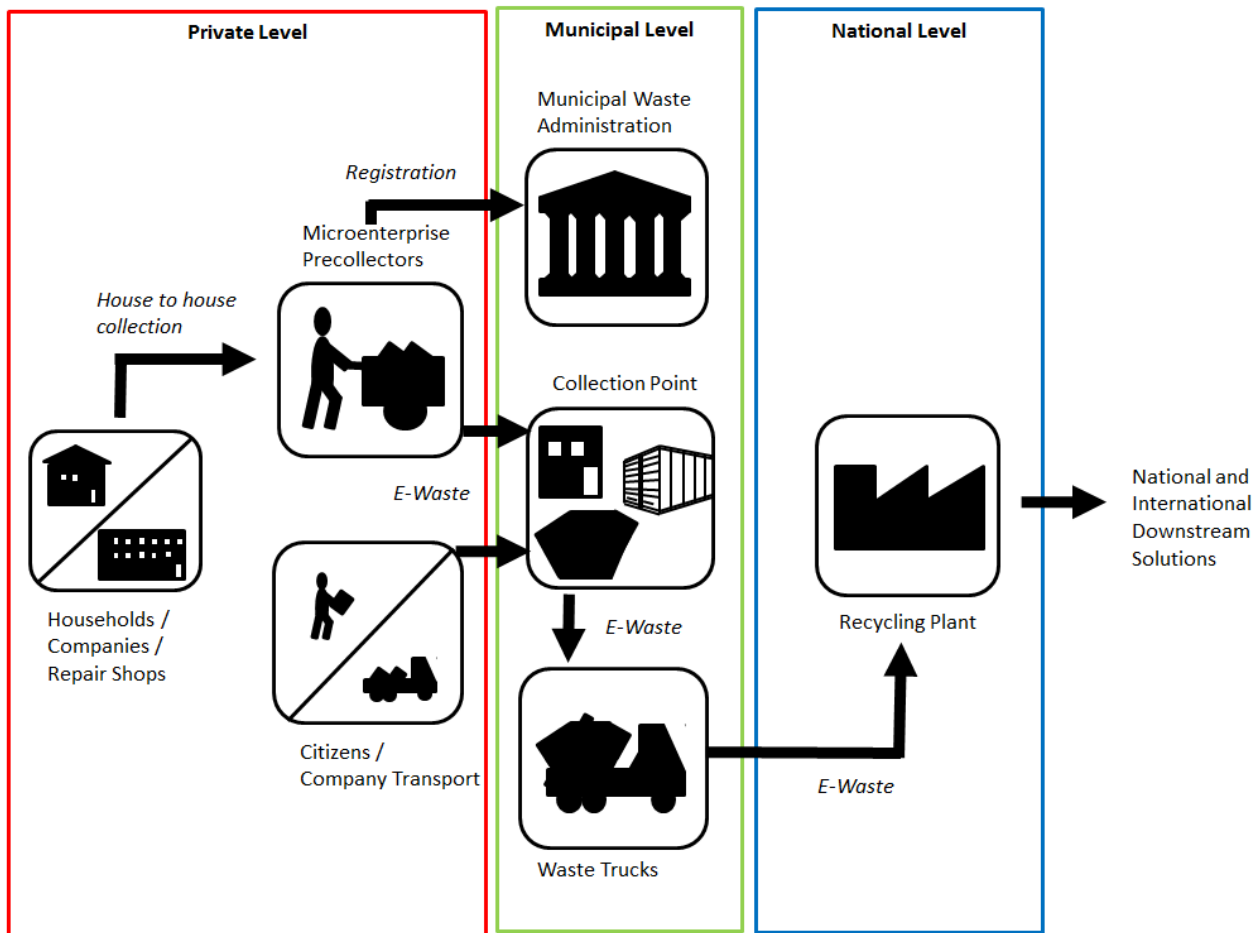 Private Level
Municipal Level
National Level
Municipal Waste
Administration
Registration
Microenterprise
Precollectors
House to house
collection
Collection Point
E-Waste
National and
International
Downstream
Solutions
Households /
Companies /
Repair Shops
E-Waste
Recycling Plant
Citizens /
Company Transport
E-Waste
Waste Trucks